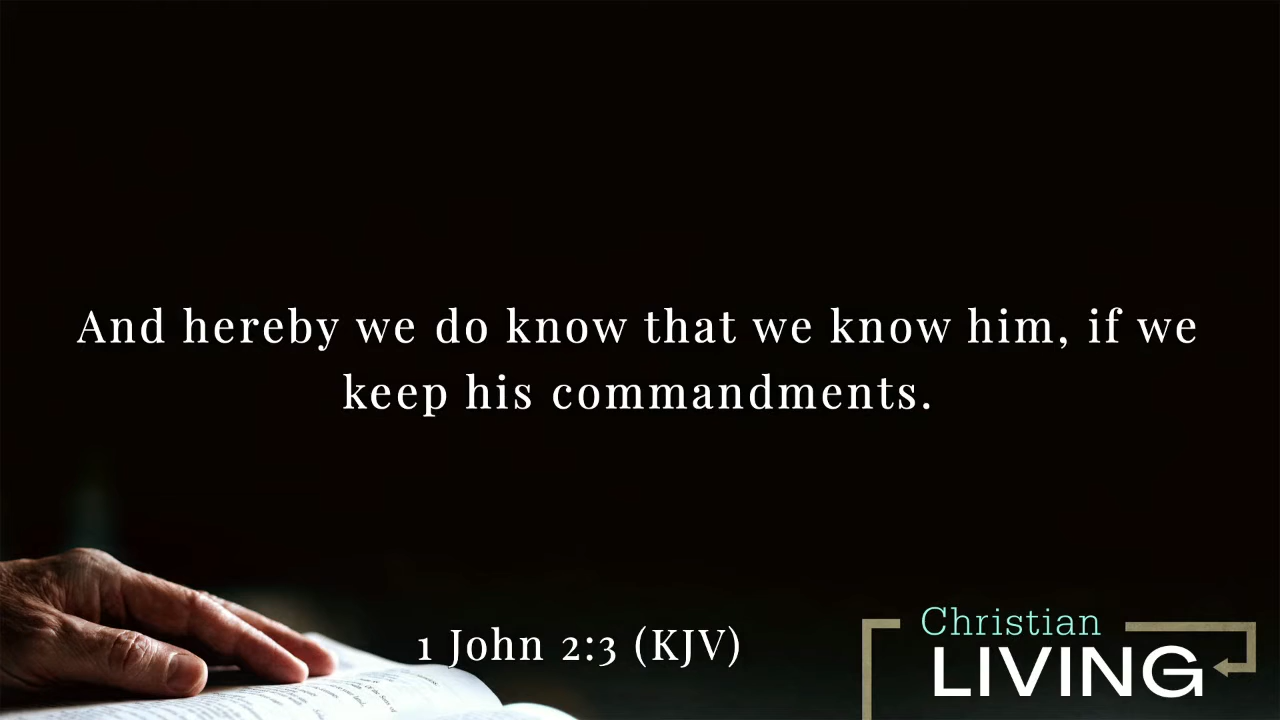 And hereby we do know that we know him, if we
keep his commandments.
1 John 2:3 (KJV)
Christian
LIVING